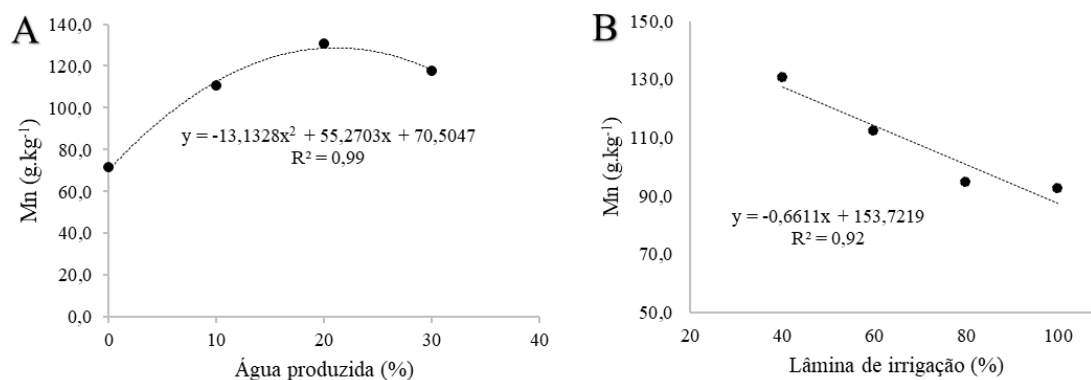 A
Mn (g.kg⁻¹)
140,0
120,0
100,0
80,0
60,0
40,0
20,0
0,0
y = -13,1328x² + 55,2703x + 70,5047
R² = 0,99
0 10 20 30 40
Água produzida (%)
B
Mn (g.kg⁻¹)
150,0
130,0
110,0
90,0
70,0
50,0
y = -0,6611x + 153,7219
R² = 0,92
20 40 60 80 100
Lâmina de irrigação (%)